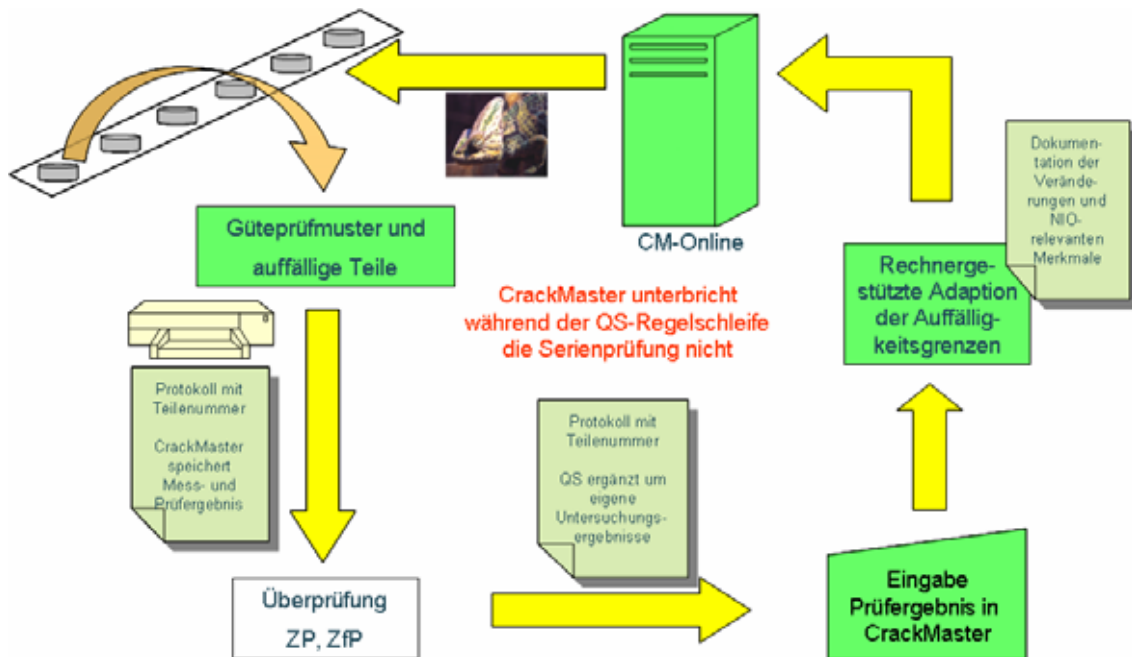 CM-Online
Güteprüfmuster und
auffällige Teile
CrackMaster unterbricht
während der QS-Regelschleife
die Serienprüfung nicht
Dokumen-
tation der
Verände-
rungen und
NIO-
relevanten
Merkmale
Rechnerge-
stützte Adaption
der Auffällig-
keitsgrenzen
Protokoll mit
Teilenummer
CrackMaster
speichert
Mess- und
Prüfergebnis
Protokoll mit
Teilenummer
QS ergänzt um
eigene
Untersuchungs-
ergebnisse
Überprüfung
ZP, ZfP
Eingabe
Prüfergebnis in
CrackMaster